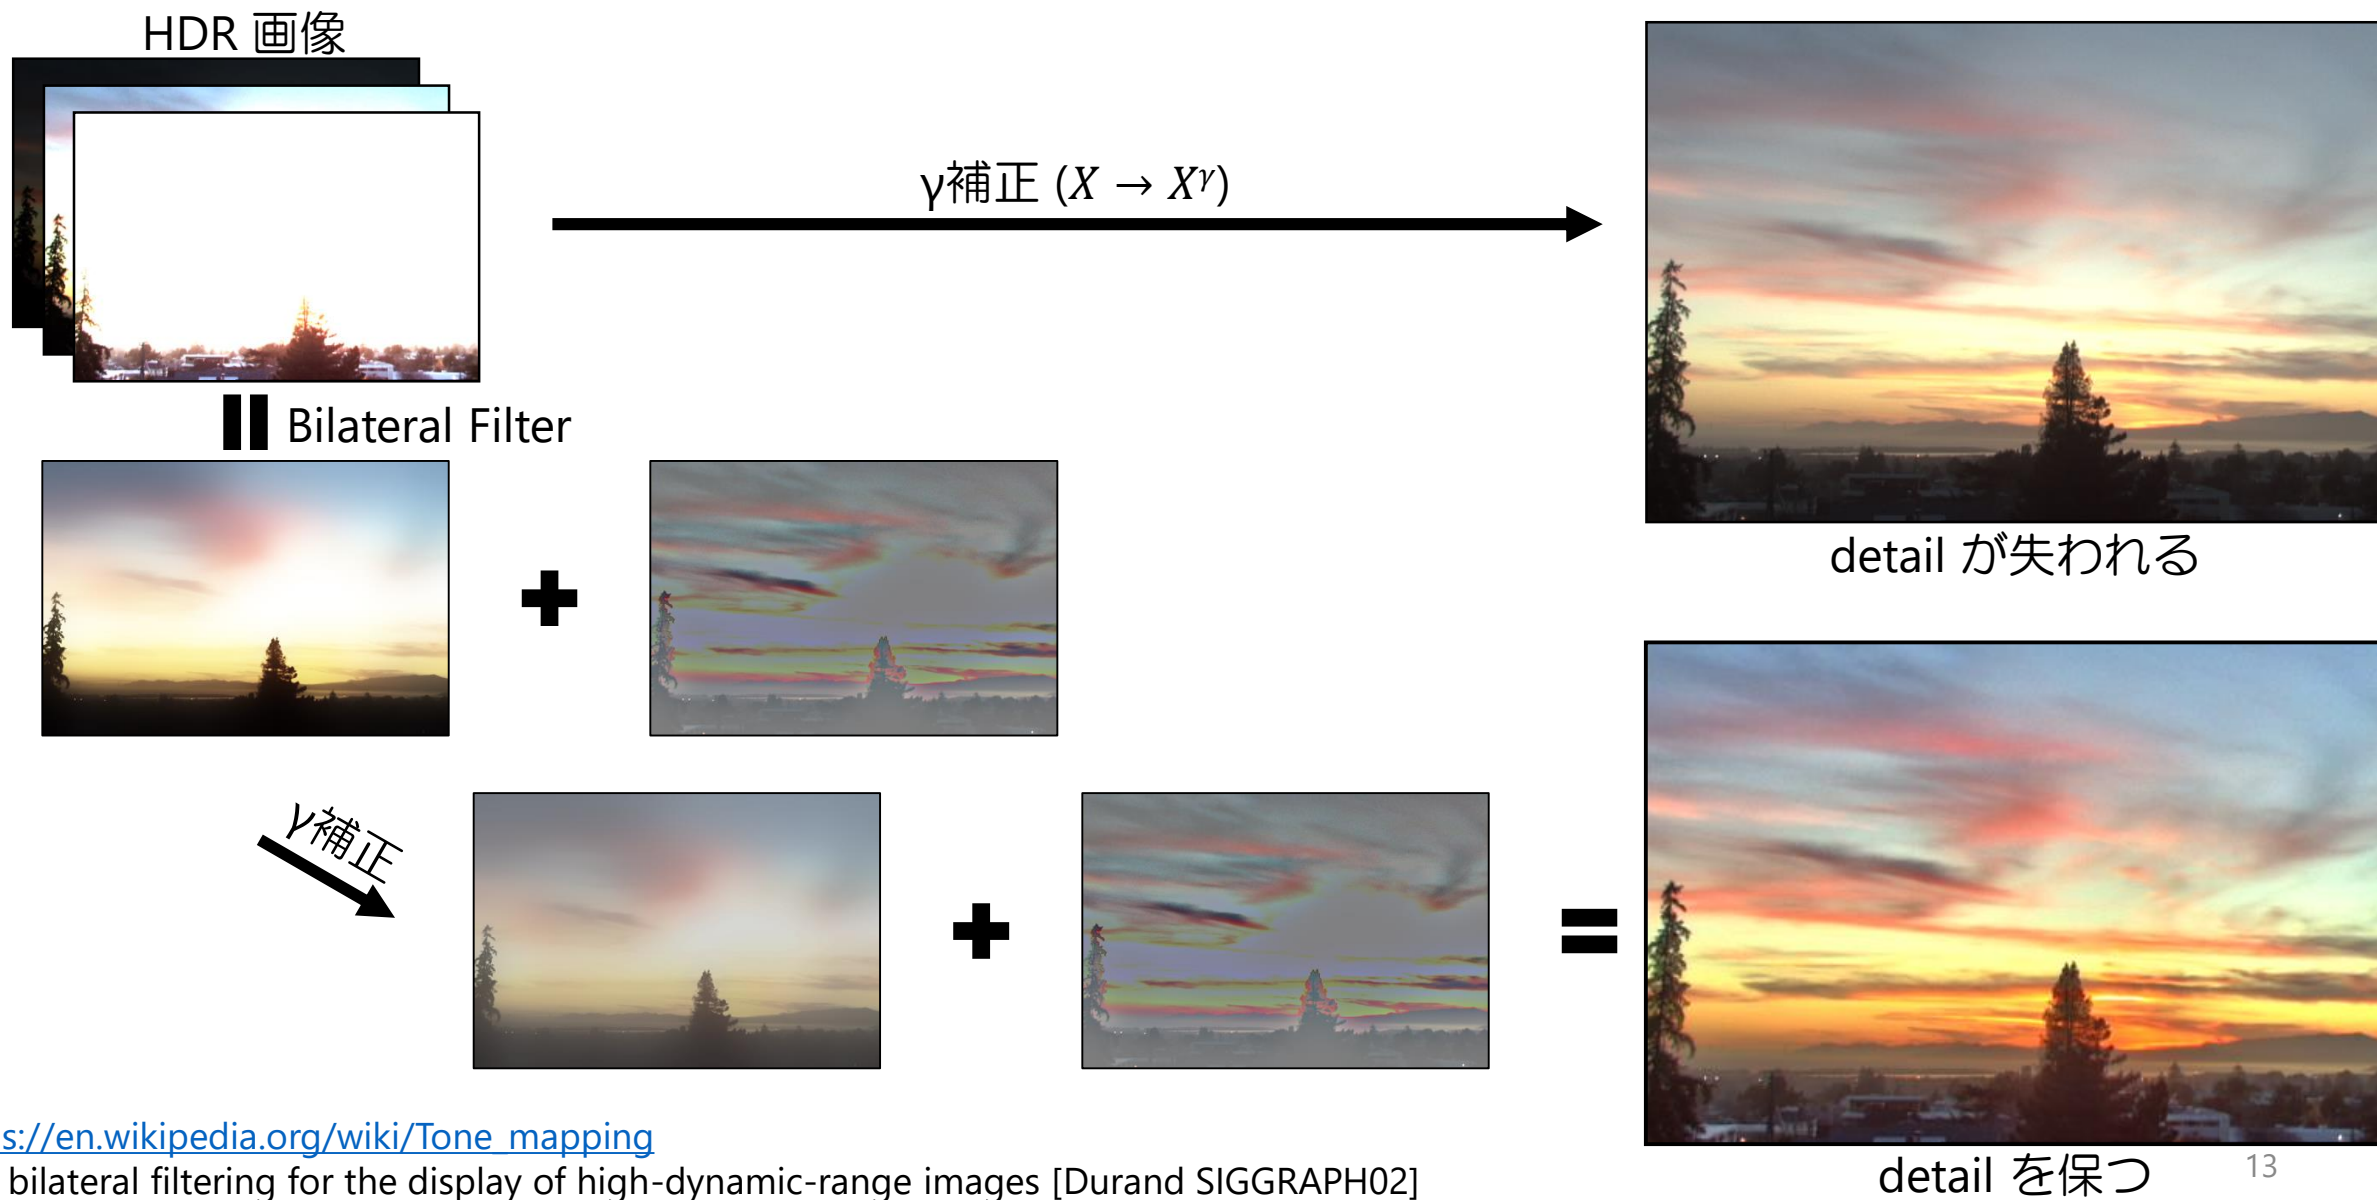 HDR 画像
γ補正 (X → X^γ)
Bilateral Filter
detail が失われる
γ補正
s://en.wikipedia.org/wiki/Tone_mapping
bilateral filtering for the display of high-dynamic-range images [Durand SIGGRAPH02]
detail を保つ
13